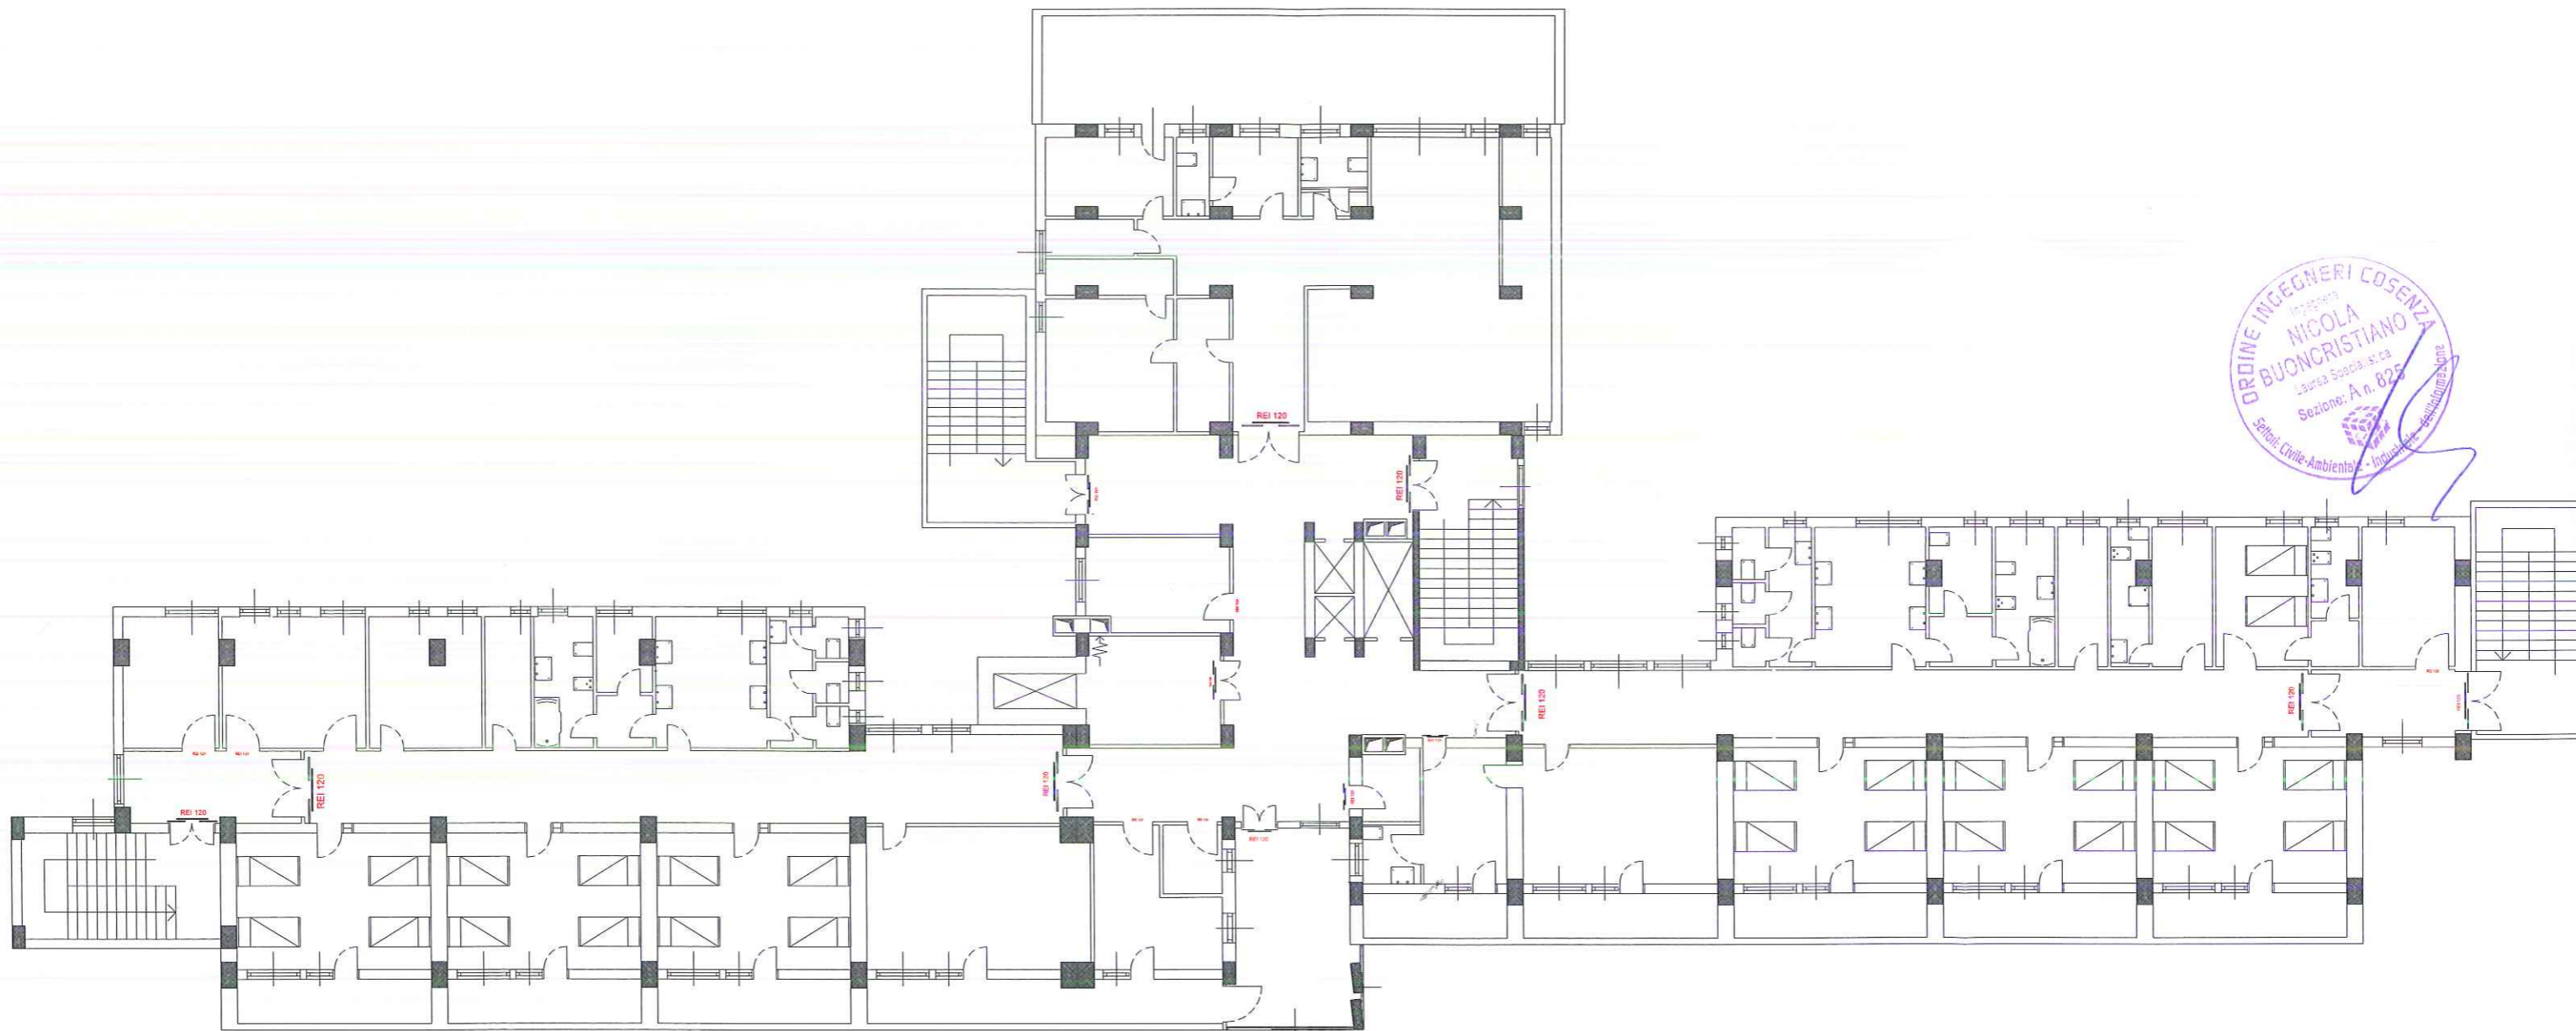 REI 120
REI 120
REI 120
REI 120
REI 120
REI 120
REI 120
REI 120
ORDINE INGEGNERI COSENZA
Ingegnere
NICOLA
BUONCRISTIANO
Laurea Specialistica
Sezione: A n. 825
Settori: Civile-Ambientale - Industriale - dell'Informazione